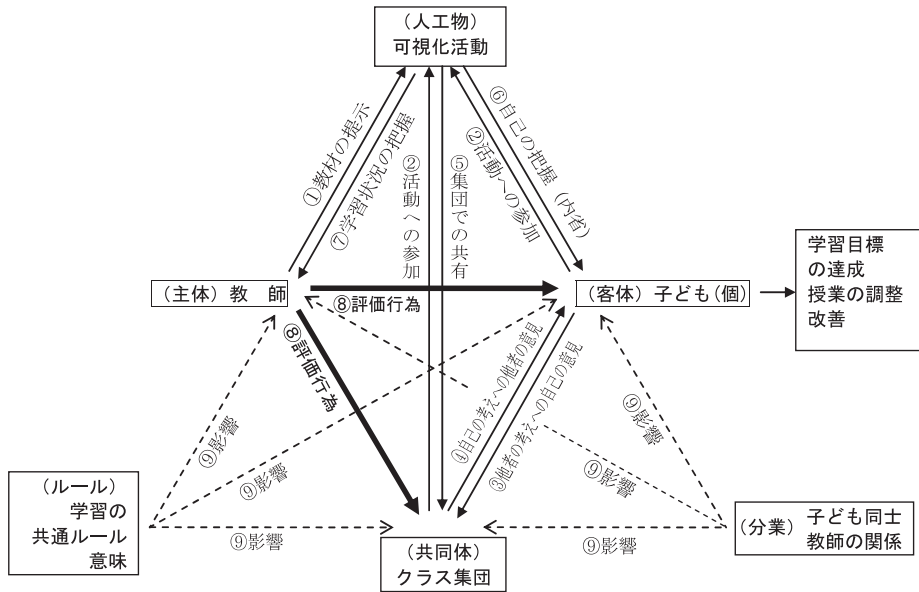 (人工物)
可視化活動
①教材の提示
⑦学習状況の把握
②活動への参加
⑤集団での共有
②活動への参加
⑥自己の把握(内省)
(主体)教 師
⑧評価行為
(客体)子ども(個)
学習目標
の達成
授業の調整
改善
⑧評価行為
④自己の考えへの他者の意見
③他者の考えへの自己の意見
⑨影響
⑨影響
⑨影響
⑨影響
(ルール)
学習の
共通ルール
意味
⑨影響
(共同体)
クラス集団
⑨影響
(分業)子ども同士
教師の関係